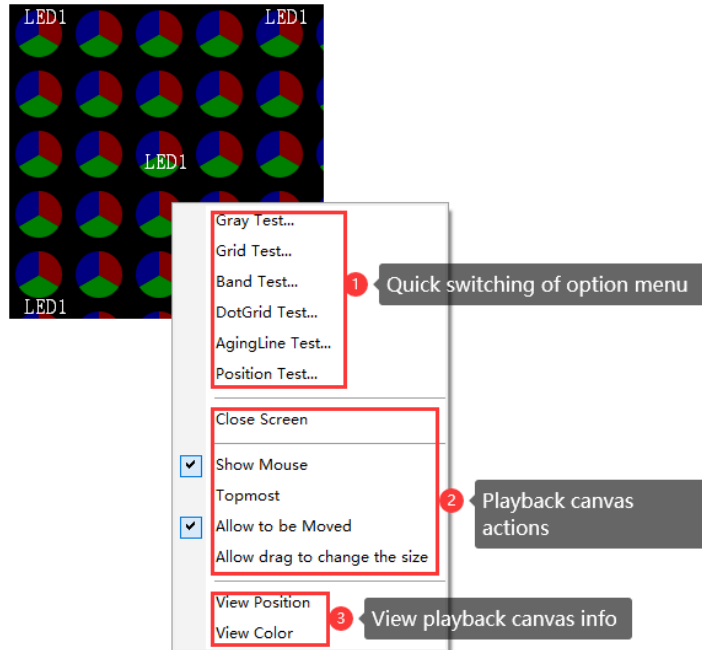 LED1 LED1
LED1
LED1
Gray Test...
Grid Test...
Band Test...
DotGrid Test...
AgingLine Test...
Position Test...
1 Quick switching of option menu
Close Screen
Show Mouse
Topmost
Allow to be Moved
Allow drag to change the size
2 Playback canvas
actions
View Position
View Color
3 View playback canvas info